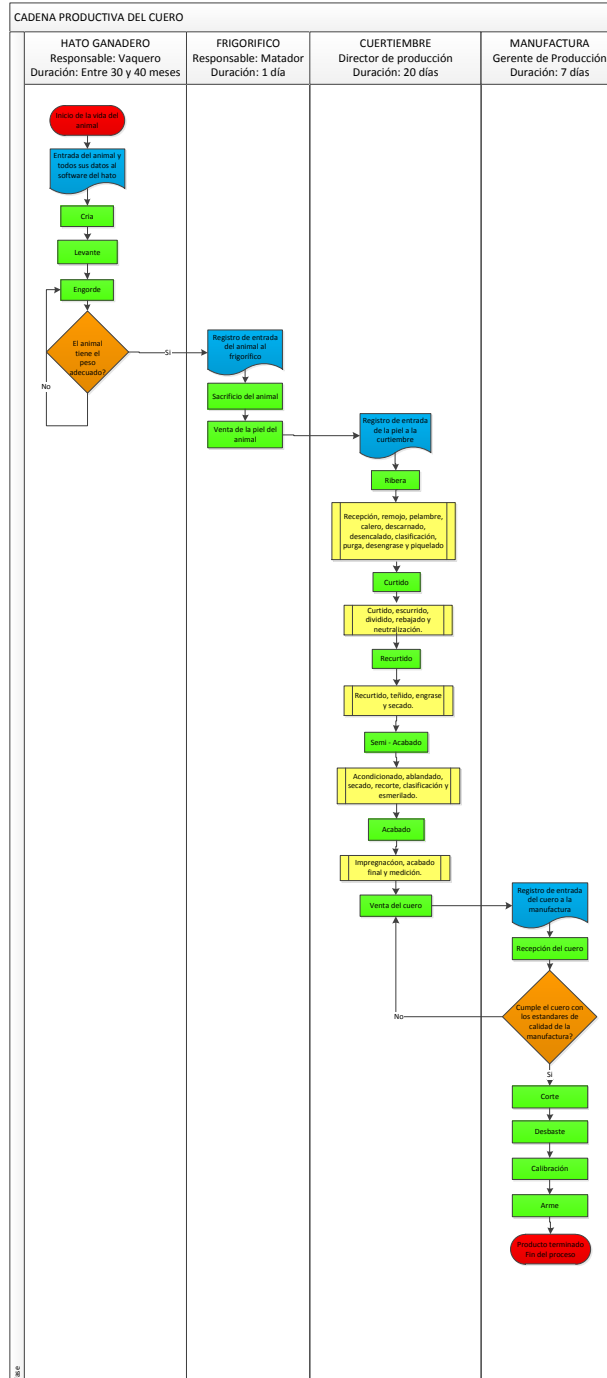 CADENA PRODUCTIVA DEL CUERO
HATO GANADERO
Responsable: Vaquero
Duración: Entre 30 y 40 meses
FRIGORIFICO
Responsable: Matador
Duración: 1 día
CUERTIEMBRE
Director de producción
Duración: 20 días
MANUFACTURA
Gerente de Producción
Duración: 7 días
Inicio de la vida del
animal
Entrada del animal y
todos sus datos al
software del hato
Cria
Levante
Engorde
El animal
tiene el
peso
adecuado?
No
Si
Registro de entrada
del animal al
frigorífico
Sacrificio del animal
Venta de la piel del
animal
Registro de entrada
de la piel a la
curtiembre
Ribera
Recepción, remojo, pelambre,
calero, descarnado,
desencalado, clasificación,
purga, desengrase y piquelado
Curtido
Curtido, escurrido,
dividido, rebajado y
neutralización.
Recurtido
Recurtido, teñido, engrase
y secado.
Semi - Acabado
Acondicionado, ablandado,
secado, recorte, clasificación y
esmerilado.
Acabado
Impregnacóon, acabado
final y medición.
Venta del cuero
Registro de entrada
del cuero a la
manufactura
Recepción del cuero
Cumple el cuero con
los estandares de
calidad de la
manufactura?
No
Si
Corte
Desbaste
Calibración
Arme
Producto terminado
Fin del proceso